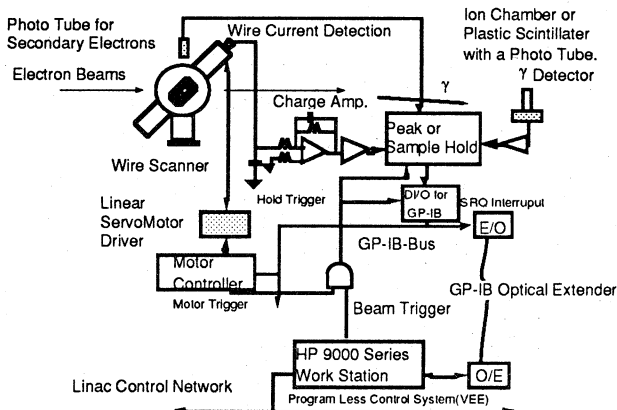 Photo Tube for
Secondary Electrons
Wire Current Detection
Ion Chamber or
Plastic Scintillater
with a Photo Tube.
γ Detector
Electron Beams
γ
Charge Amp.
Peak or
Sample Hold
Wire Scanner
Hold Trigger
DI/O for
GP-IB
SRQ Interruput
Linear
ServoMotor
Driver
E/O
GP-IB-Bus
Motor
Controller
GP-IB Optical Extender
Motor Trigger
Beam Trigger
HP 9000 Series
Work Station
O/E
Linac Control Network
Program Less Control System(VEE)